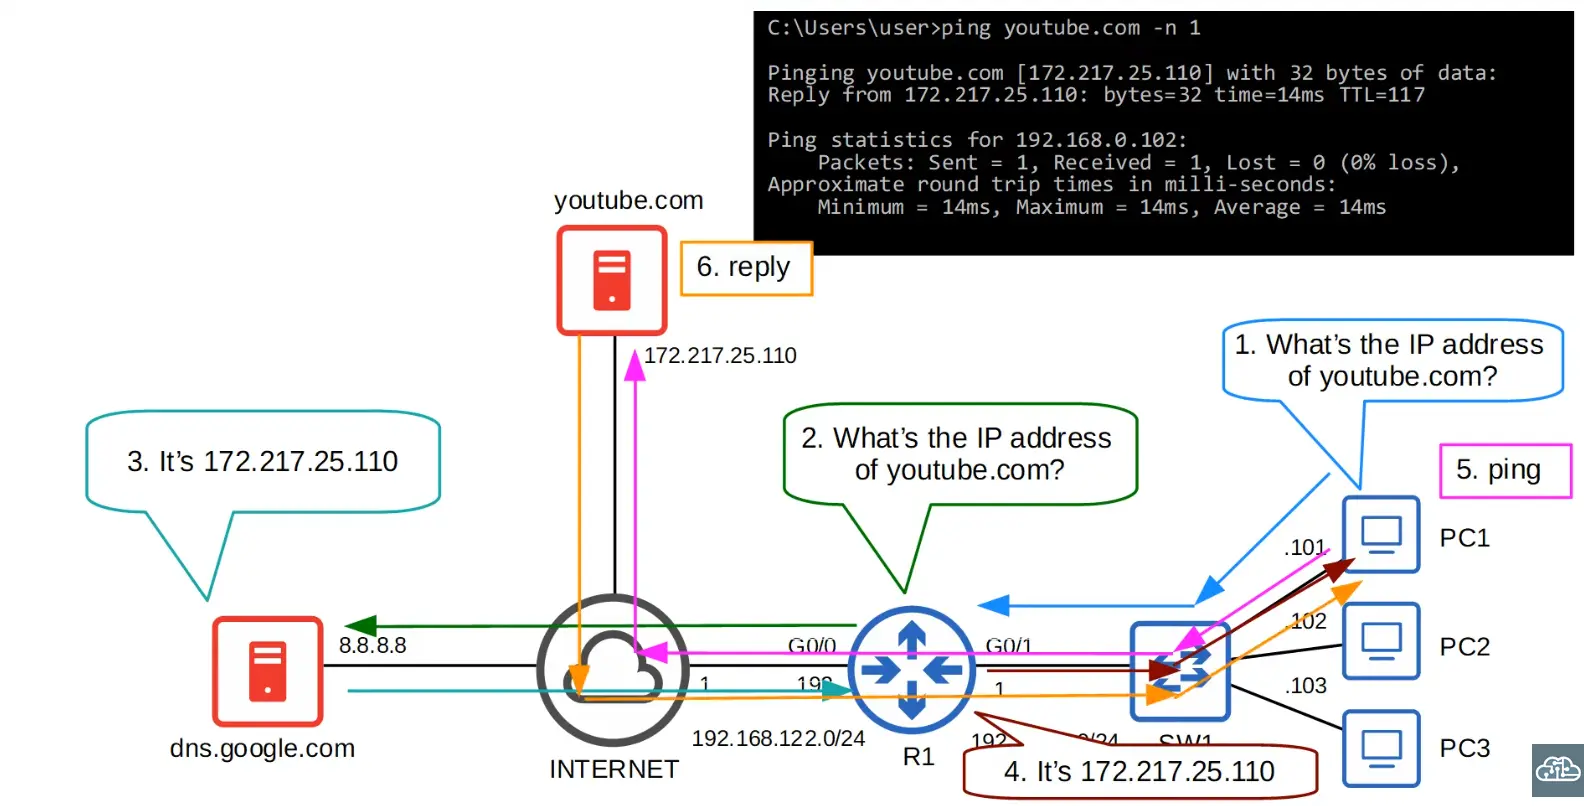 C:\Users\user>ping youtube.com -n 1
Pinging youtube.com [172.217.25.110] with 32 bytes of data:
Reply from 172.217.25.110: bytes=32 time=14ms TTL=117
Ping statistics for 192.168.0.102:
Packets: Sent = 1, Received = 1, Lost = 0 (0% loss),
Approximate round trip times in milli-seconds:
Minimum = 14ms, Maximum = 14ms, Average = 14ms
youtube.com
6. reply
172.217.25.110
1. What's the IP address
of youtube.com?
2. What's the IP address
of youtube.com?
3. It's 172.217.25.110
5. ping
PC1
.101
.102
PC2
.103
PC3
8.8.8.8
G0/0
G0/1
.1
192
.1
192.168.122.0/24
R1
192
/24
SW1
dns.google.com
INTERNET
4. It's 172.217.25.110